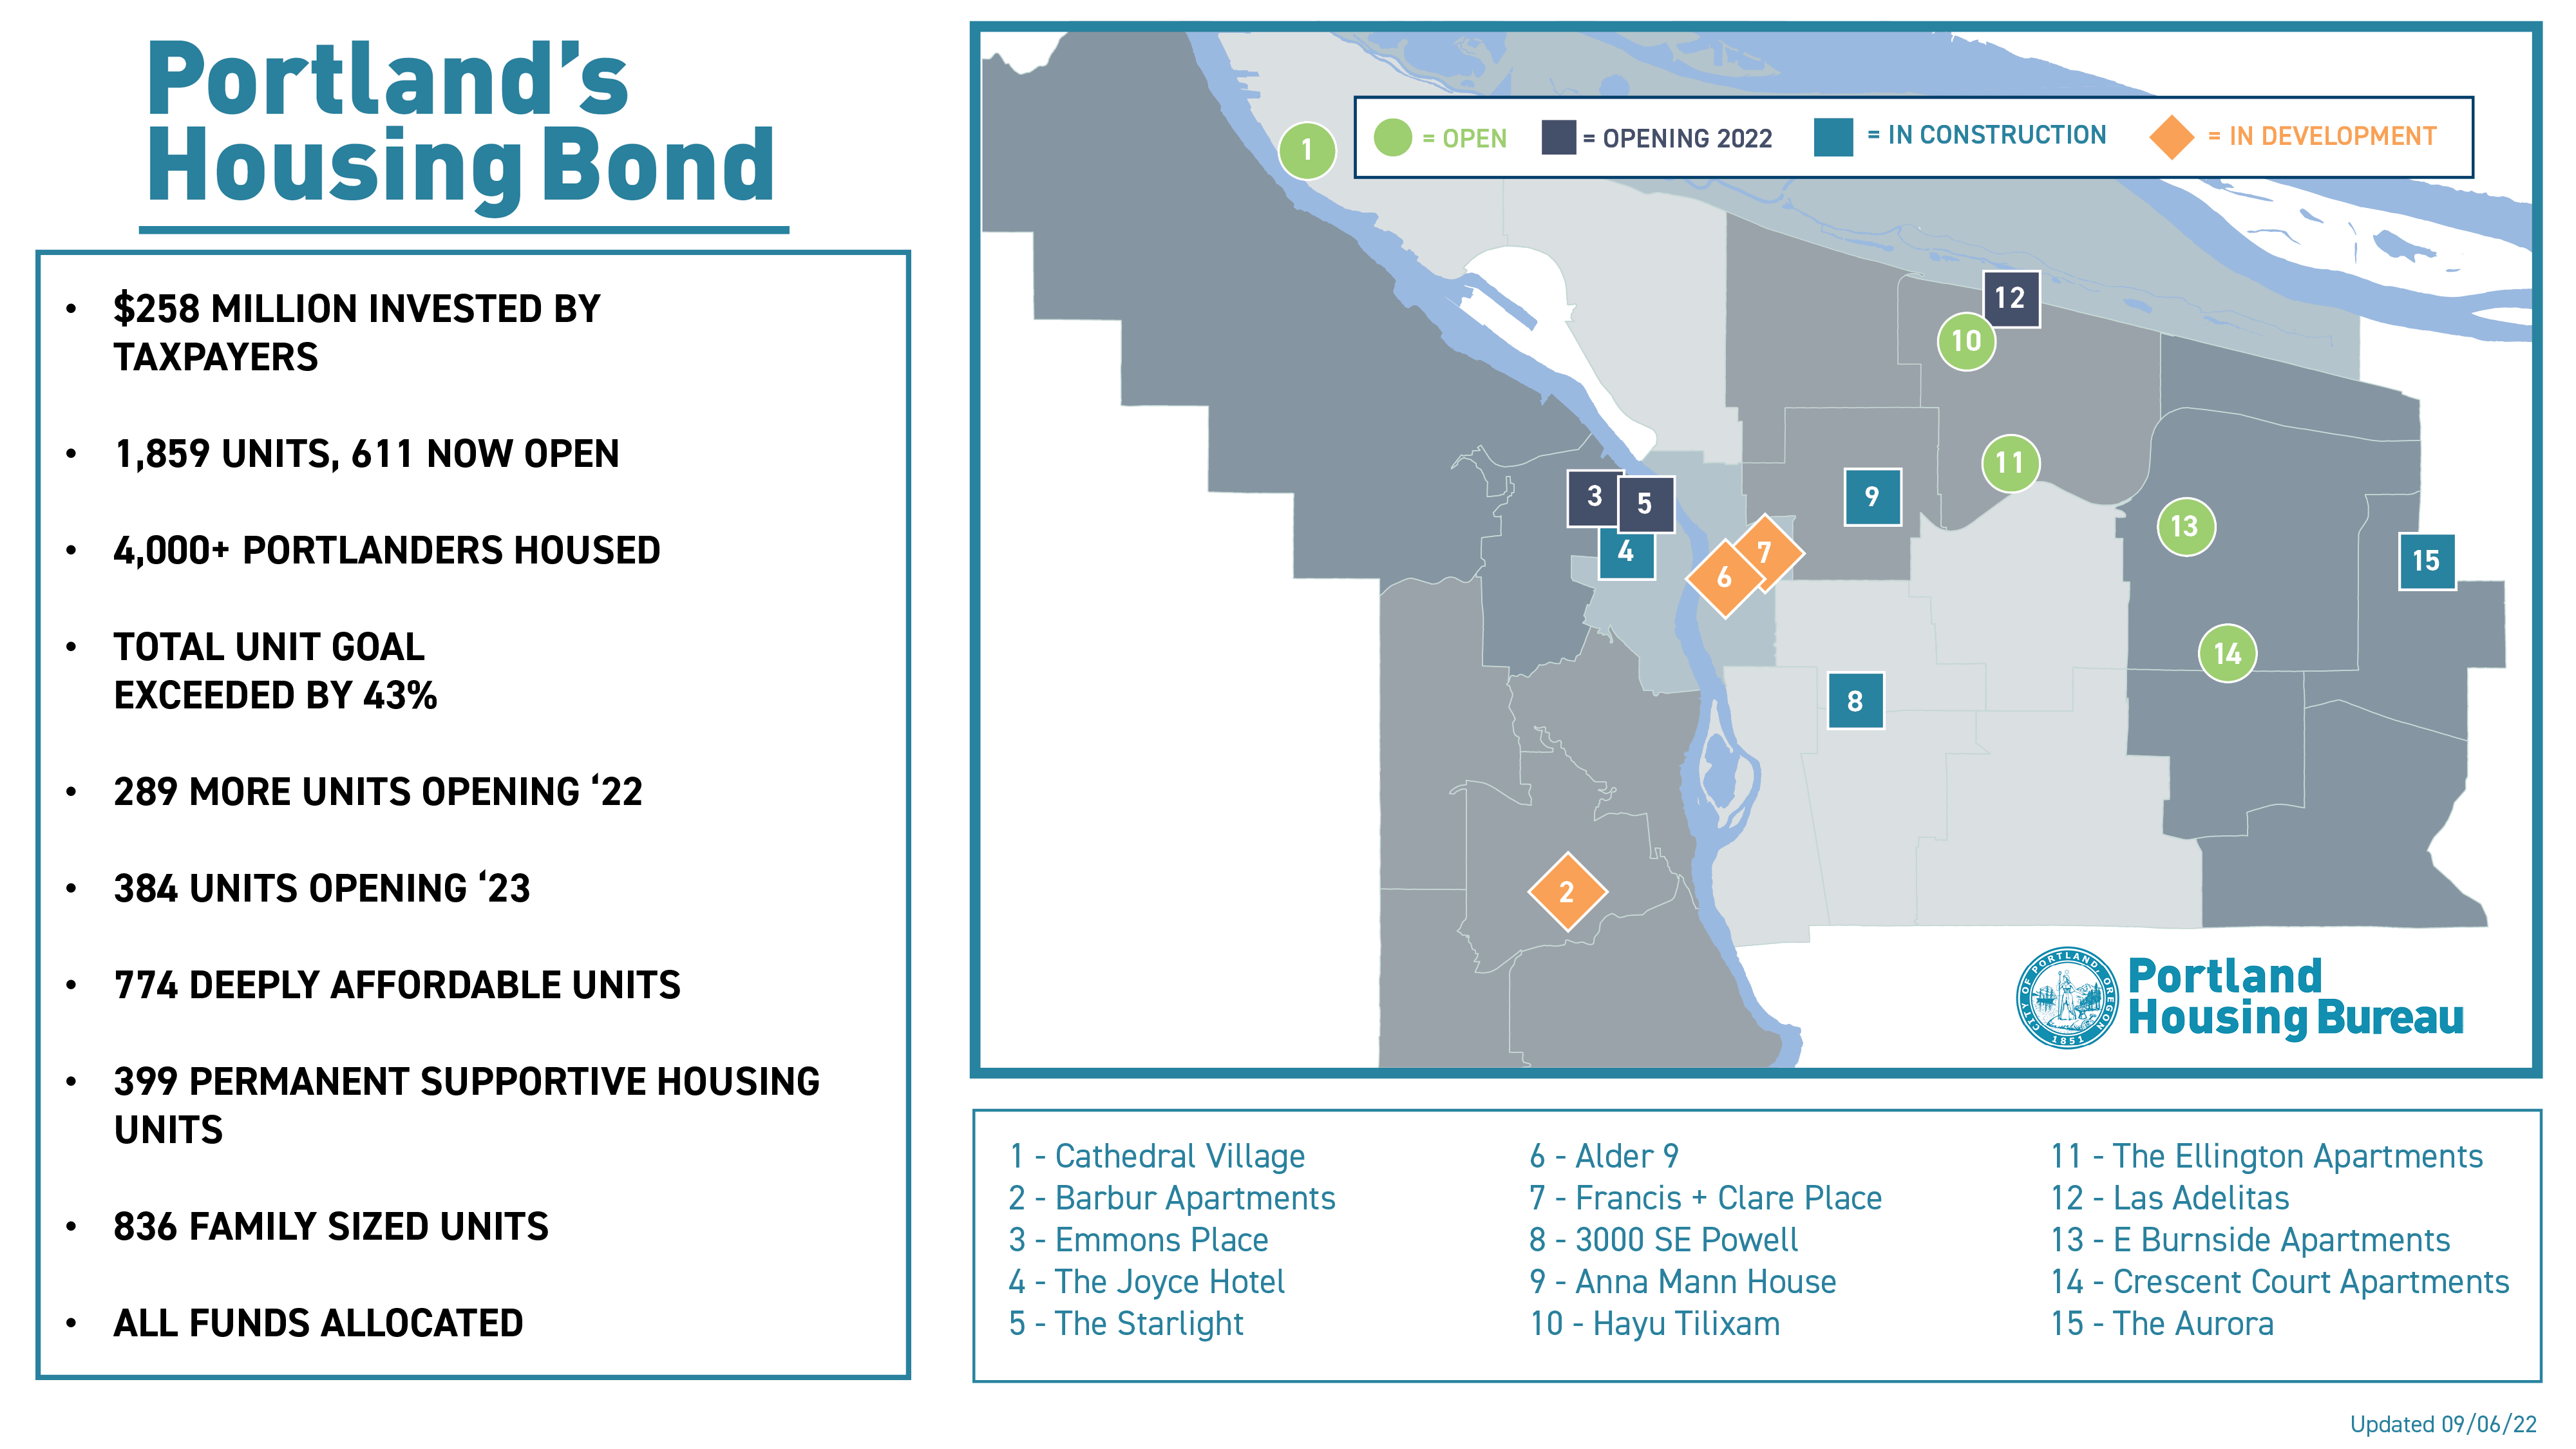 Portland’s
Housing Bond
• $258 MILLION INVESTED BY
TAXPAYERS
• 1,859 UNITS, 611 NOW OPEN
• 4,000+ PORTLANDERS HOUSED
• TOTAL UNIT GOAL
EXCEEDED BY 43%
• 289 MORE UNITS OPENING ‘22
• 384 UNITS OPENING ‘23
• 774 DEEPLY AFFORDABLE UNITS
• 399 PERMANENT SUPPORTIVE HOUSING
UNITS
• 836 FAMILY SIZED UNITS
• ALL FUNDS ALLOCATED
= OPEN = OPENING 2022 = IN CONSTRUCTION = IN DEVELOPMENT
1
12
10
11
3
5
9
13
4
7
6
15
14
8
2
CITY OF PORTLAND, OREGON
1851
Portland
Housing Bureau
1 - Cathedral Village
2 - Barbur Apartments
3 - Emmons Place
4 - The Joyce Hotel
5 - The Starlight
6 - Alder 9
7 - Francis + Clare Place
8 - 3000 SE Powell
9 - Anna Mann House
10 - Hayu Tilixam
11 - The Ellington Apartments
12 - Las Adelitas
13 - E Burnside Apartments
14 - Crescent Court Apartments
15 - The Aurora
Updated 09/06/22